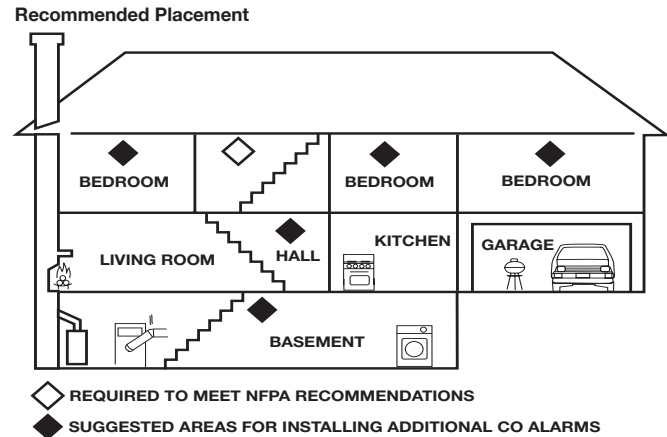 Recommended Placement
BEDROOM
BEDROOM
BEDROOM
LIVING ROOM
HALL
KITCHEN
GARAGE
BASEMENT
REQUIRED TO MEET NFPA RECOMMENDATIONS
SUGGESTED AREAS FOR INSTALLING ADDITIONAL CO ALARMS